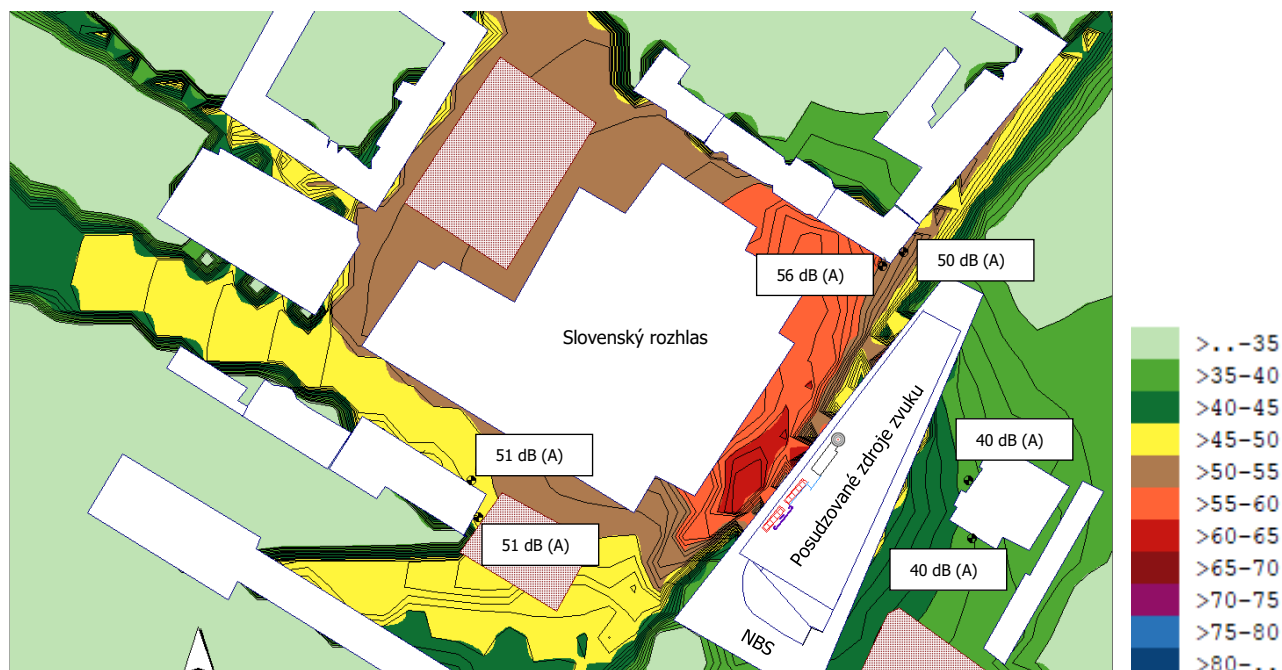 50 dB (A)
56 dB (A)
Slovenský rozhlas
Posudzované zdroje zvuku
51 dB (A)
40 dB (A)
51 dB (A)
40 dB (A)
NBS
>..-35
>35-40
>40-45
>45-50
>50-55
>55-60
>60-65
>65-70
>70-75
>75-80
>80-..